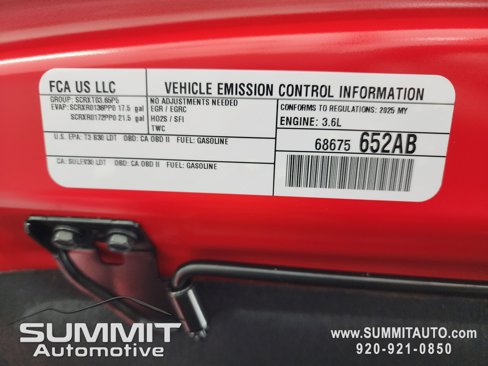 FCA US LLC
VEHICLE EMISSION CONTROL INFORMATION
GROUP: SCRXT03.65P5
EVAP: SCRXR0136PP0 17.5 gal
SCRXR0172PP0 21.5 gal
NO ADJUSTMENTS NEEDED
EGR / EGRC
HO2S / SFI
TWC
CONFORMS TO REGULATIONS: 2025 MY
ENGINE: 3.6L
U.S. EPA: T3 B30 LDT OBD: CA OBD II FUEL: GASOLINE
CA: SULEV30 LDT OBD: CA OBD II FUEL: GASOLINE
68675 652AB
SUMMIT
Automotive
WWW.SUMMITAUTO.COM
920-921-0850